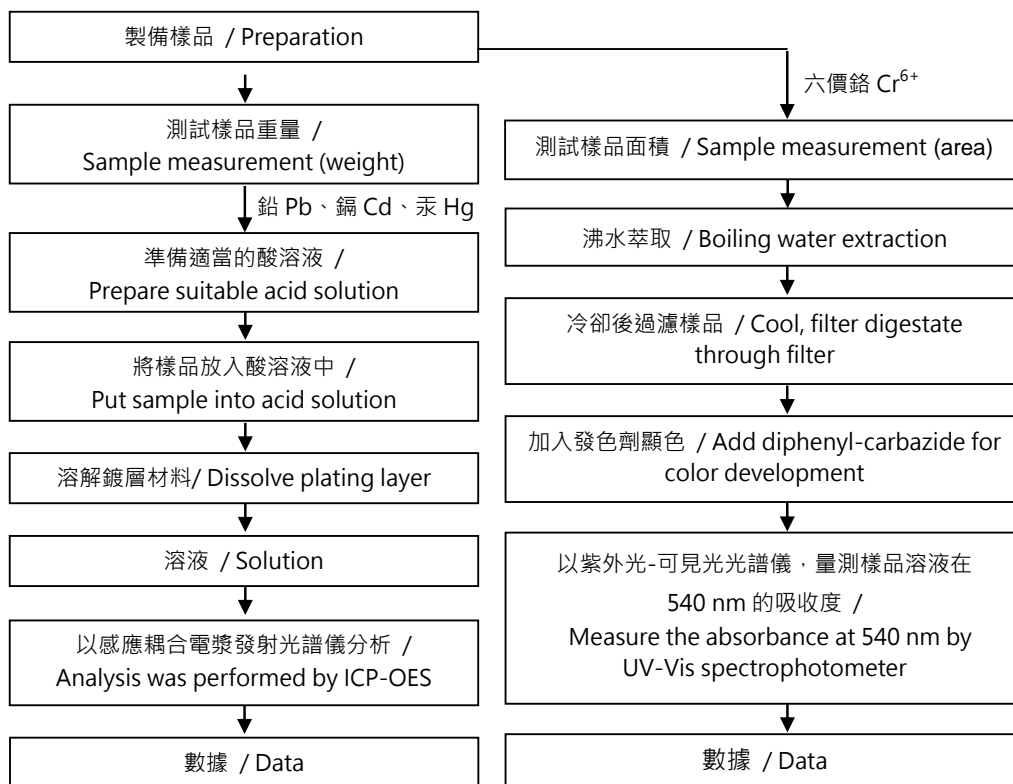 製備樣品 / Preparation
測試樣品重量 /
Sample measurement (weight)
鉛 Pb、鎘 Cd、汞 Hg
準備適當的酸溶液 /
Prepare suitable acid solution
將樣品放入酸溶液中 /
Put sample into acid solution
溶解鍍層材料/ Dissolve plating layer
溶液 / Solution
以感應耦合電漿發射光譜儀分析 /
Analysis was performed by ICP-OES
數據 / Data
六價鉻 Cr⁶⁺
測試樣品面積 / Sample measurement (area)
沸水萃取 / Boiling water extraction
冷卻後過濾樣品 / Cool, filter digestate
through filter
加入發色劑顯色 / Add diphenyl-carbazide for
color development
以紫外光-可見光光譜儀，量測樣品溶液在
540 nm 的吸收度 /
Measure the absorbance at 540 nm by
UV-Vis spectrophotometer
數據 / Data